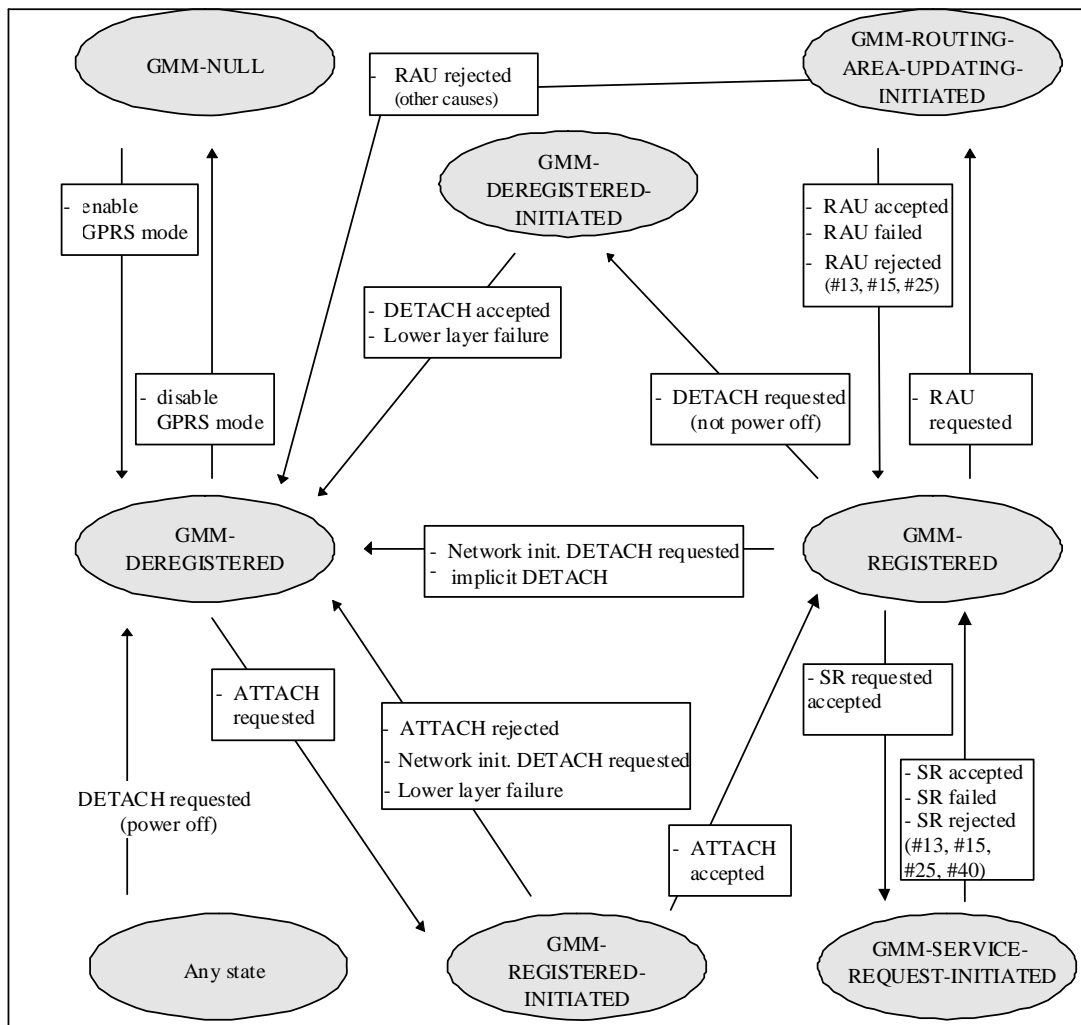 GMM-NULL
GMM-ROUTING-
AREA-UPDATING-
INITIATED
- RAU rejected
(other causes)
GMM-
DEREGISTERED-
INITIATED
- enable
GPRS mode
- RAU accepted
- RAU failed
- RAU rejected
(#13, #15, #25)
- DETACH accepted
- Lower layer failure
- disable
GPRS mode
- DETACH requested
(not power off)
- RAU
requested
GMM-
DEREGISTERED
- Network init. DETACH requested
- implicit DETACH
GMM-
REGISTERED
- ATTACH
requested
- ATTACH rejected
- Network init. DETACH requested
- Lower layer failure
- SR requested
accepted
DETACH requested
(power off)
- ATTACH
accepted
- SR accepted
- SR failed
- SR rejected
(#13, #15,
#25, #40)
Any state
GMM-
REGISTERED-
INITIATED
GMM-SERVICE-
REQUEST-INITIATED